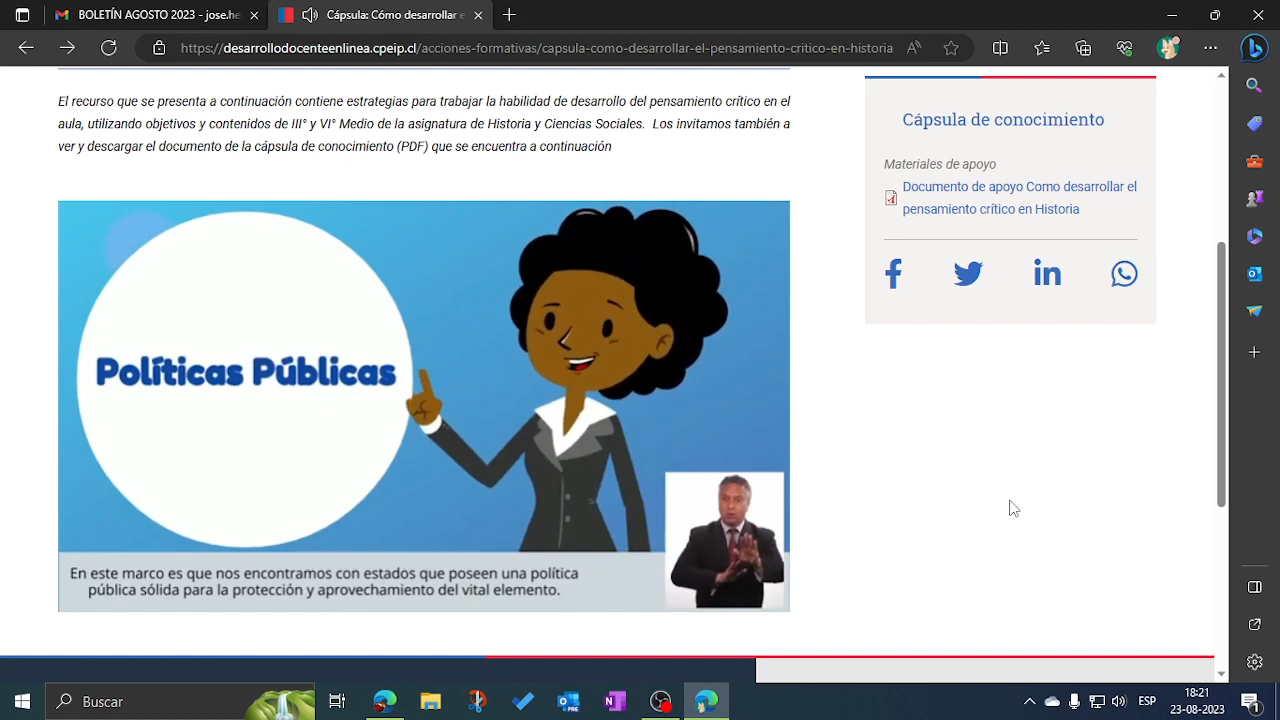 BOLETÍN AGOSTO 2023 - jose.he
Cápsula: Cómo desarrollar el
https://desarrollodocenteenlinea.cpeip.cl/acciones-formativas/capsula-como-desarrollar-el-pensamiento-critico-en-historia
El recurso que se presenta a continuación contiene estrategias para trabajar la habilidad de desarrollo del pensamiento crítico en el
aula, utilizando objetivos y contenidos de III° y VI° Medio de la asignatura de Historia y Ciencias Sociales. Los invitamos también a
ver y descargar el documento de la cápsula de conocimiento (PDF) que se encuentra a continuación
Cápsula de conocimiento
Materiales de apoyo
Documento de apoyo Como desarrollar el
pensamiento crítico en Historia
Políticas Públicas
En este marco es que nos encontramos con estados que poseen una política
pública sólida para la protección y aprovechamiento del vital elemento.
Buscar
ESP
18:21
23-08-2023